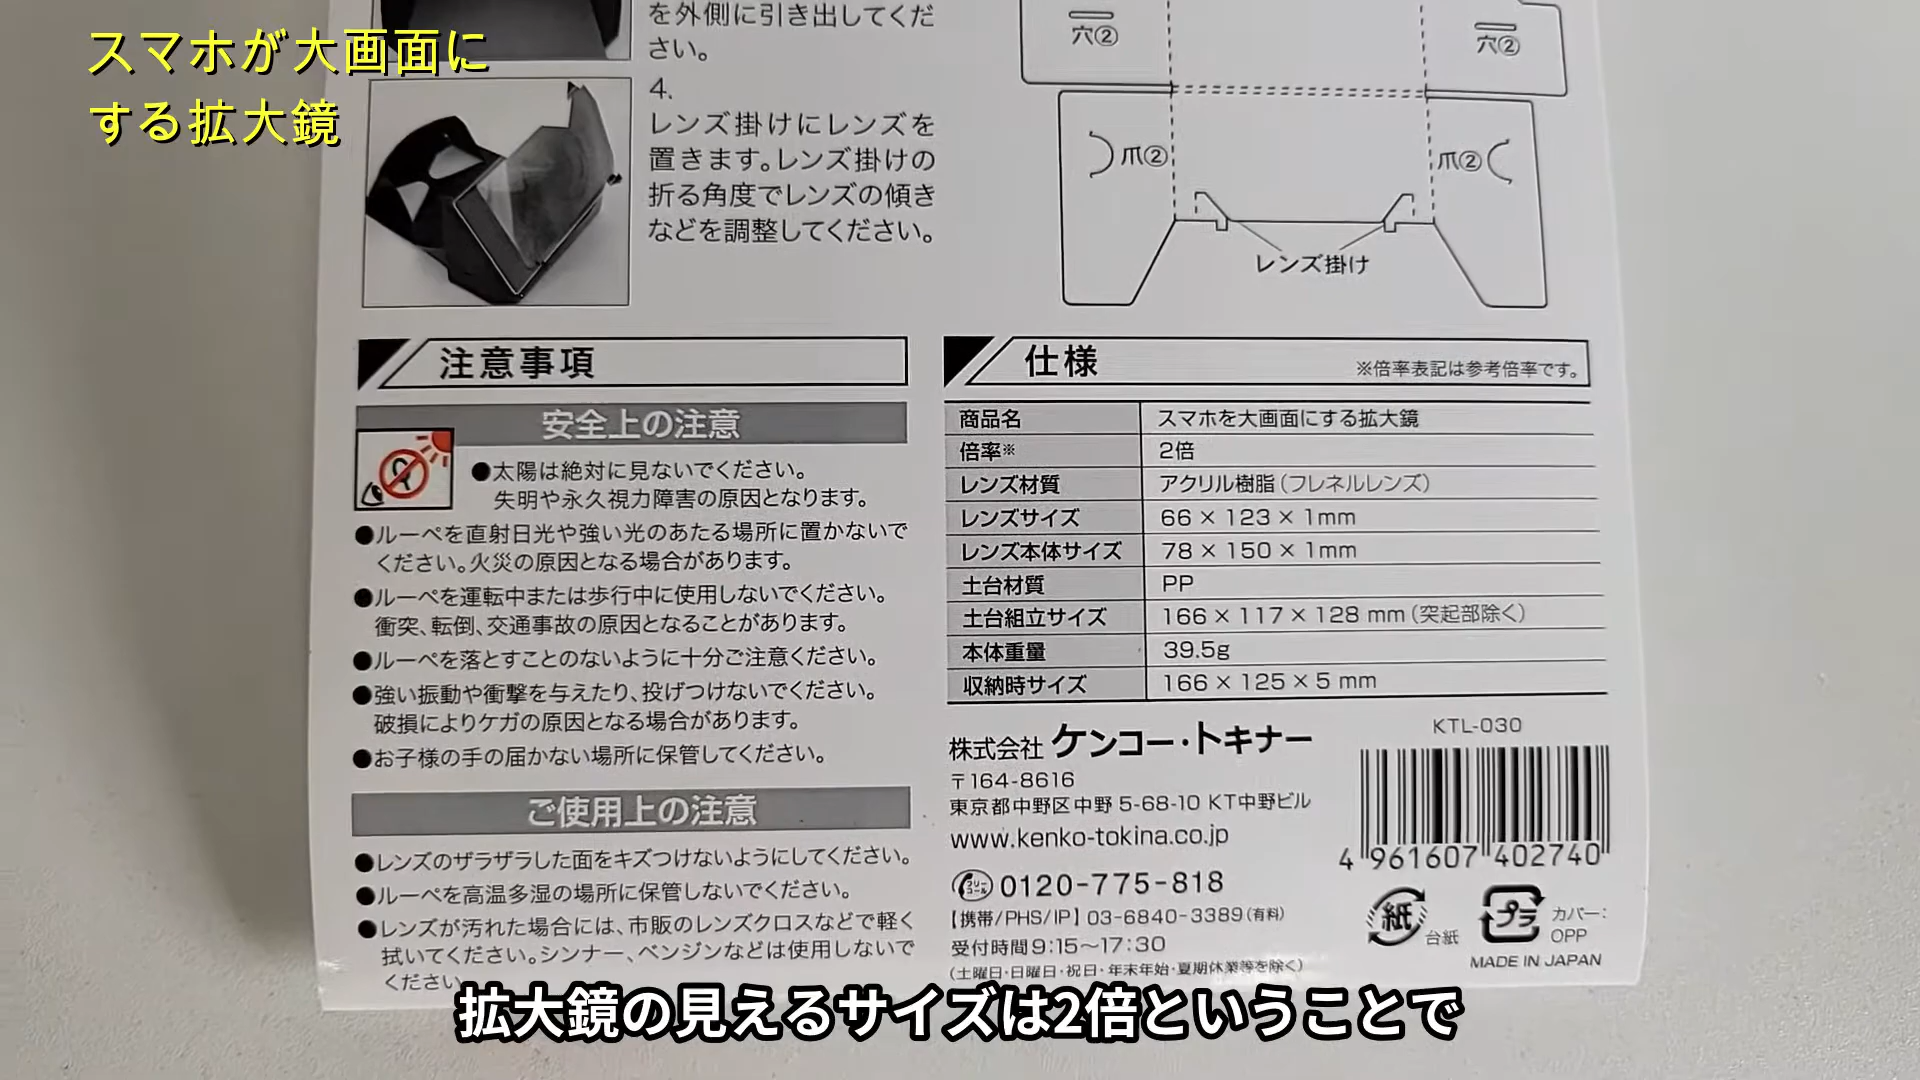 スマホが大画面に
する拡大鏡
を外側に引き出してくだ
さい。
4.
レンズ掛けにレンズを
置きます。レンズ掛けの
折る角度でレンズの傾き
などを調整してください。
穴②
穴②
爪②
爪②
レンズ掛け
注意事項
安全上の注意
●太陽は絶対に見ないでください。
失明や永久視力障害の原因となります。
●ルーペを直射日光や強い光のあたる場所に置かないで
ください。火災の原因となる場合があります。
●ルーペを運転中または歩行中に使用しないでください。
衝突、転倒、交通事故の原因となることがあります。
●ルーペを落とすことのないように十分ご注意ください。
●強い振動や衝撃を与えたり、投げつけないでください。
破損によりケガの原因となる場合があります。
●お子様の手の届かない場所に保管してください。
ご使用上の注意
●レンズのザラザラした面をキズつけないようにしてください。
●ルーペを高温多湿の場所に保管しないでください。
●レンズが汚れた場合には、市販のレンズクロスなどで軽く
拭いてください。シンナー、ベンジンなどは使用しないで
ください
仕様 ※倍率表記は参考倍率です。
商品名 スマホを大画面にする拡大鏡
倍率※ 2倍
レンズ材質 アクリル樹脂（フレネルレンズ）
レンズサイズ 66 × 123 × 1mm
レンズ本体サイズ 78 × 150 × 1mm
土台材質 PP
土台組立サイズ 166 × 117 × 128 mm（突起部除く）
本体重量 39.5g
収納時サイズ 166 × 125 × 5 mm
株式会社 ケンコー・トキナー
〒164-8616
東京都中野区中野 5-68-10 KT中野ビル
www.kenko-tokina.co.jp
フリーコール 0120-775-818
【携帯/PHS/IP】03-6840-3389（有料）
受付時間9:15〜17:30
（土曜日・日曜日・祝日・年末年始・夏期休業等を除く）
KTL-030
4 961607 402740
紙 台紙
プラ カバー：
OPP
MADE IN JAPAN
拡大鏡の見えるサイズは2倍ということで